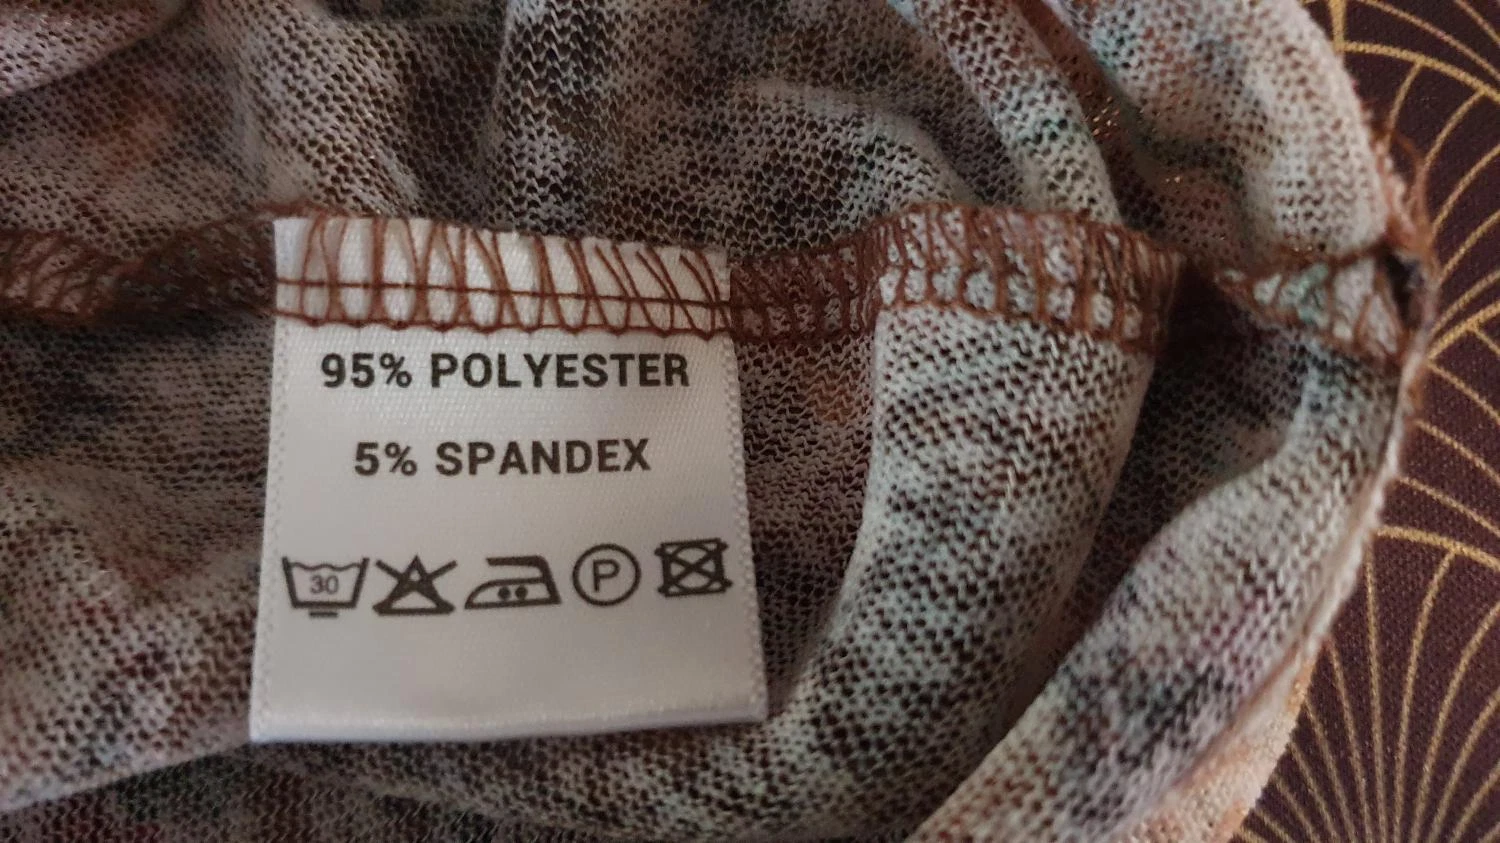 95% POLYESTER
5% SPANDEX
30 P